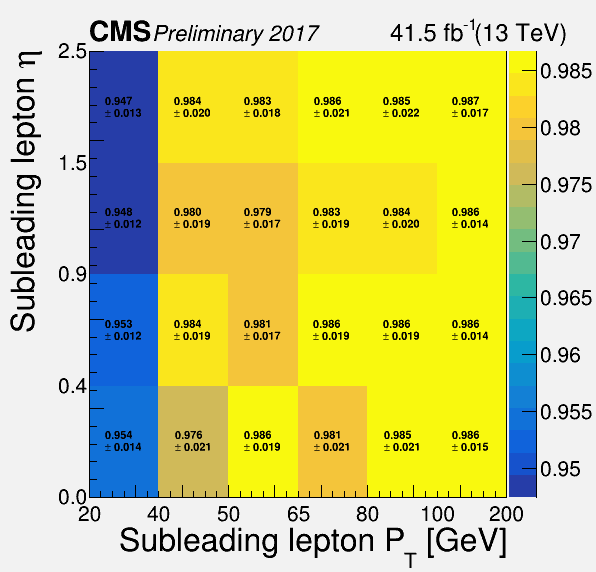 CMS Preliminary 2017 41.5 fb⁻¹(13 TeV)
Subleading lepton η
2.5
1.5
0.9
0.4
0.0
0.947 0.984 0.983 0.986 0.985 0.987
± 0.013 ± 0.020 ± 0.018 ± 0.021 ± 0.022 ± 0.017
0.948 0.980 0.979 0.983 0.984 0.986
± 0.012 ± 0.019 ± 0.017 ± 0.019 ± 0.020 ± 0.014
0.953 0.984 0.981 0.986 0.986 0.986
± 0.012 ± 0.019 ± 0.017 ± 0.019 ± 0.019 ± 0.014
0.954 0.976 0.986 0.981 0.985 0.986
± 0.014 ± 0.021 ± 0.019 ± 0.021 ± 0.021 ± 0.015
20 40 50 65 80 100 200
Subleading lepton P_T [GeV]
0.985
0.98
0.975
0.97
0.965
0.96
0.955
0.95